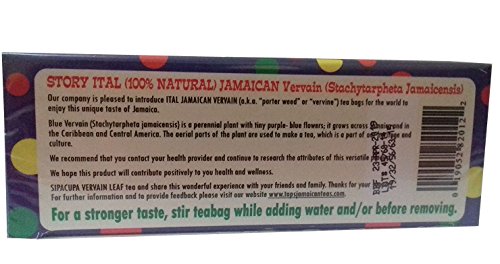 STORY ITAL (100% NATURAL) JAMAICAN Vervain (Stachytarpheta Jamaicensis)
Our company is pleased to introduce ITAL JAMAICAN VERVAIN (a.k.a. "porter weed" or "vervine") tea bags for the world to
enjoy this unique taste of Jamaica.
Blue Vervain (Stachytarpheta jamaicensis) is a perennial plant with tiny purple- blue flowers; it grows across and in
the Caribbean and Central America. The aerial parts of the plant are used to make a tea, which is a part of
and culture.
We recommend that you contact your health provider and continue to research the attributes of this versatile
We hope this product will contribute positively to you health and wellness.
SIPACUPA VERVAIN LEAF tea and share this wonderful experience with your friends and family. Thanks for your
For further information and to provide feedback please visit our website www.topsjamaicanteas.com
For a stronger taste, stir teabag while adding water and/or before removing.